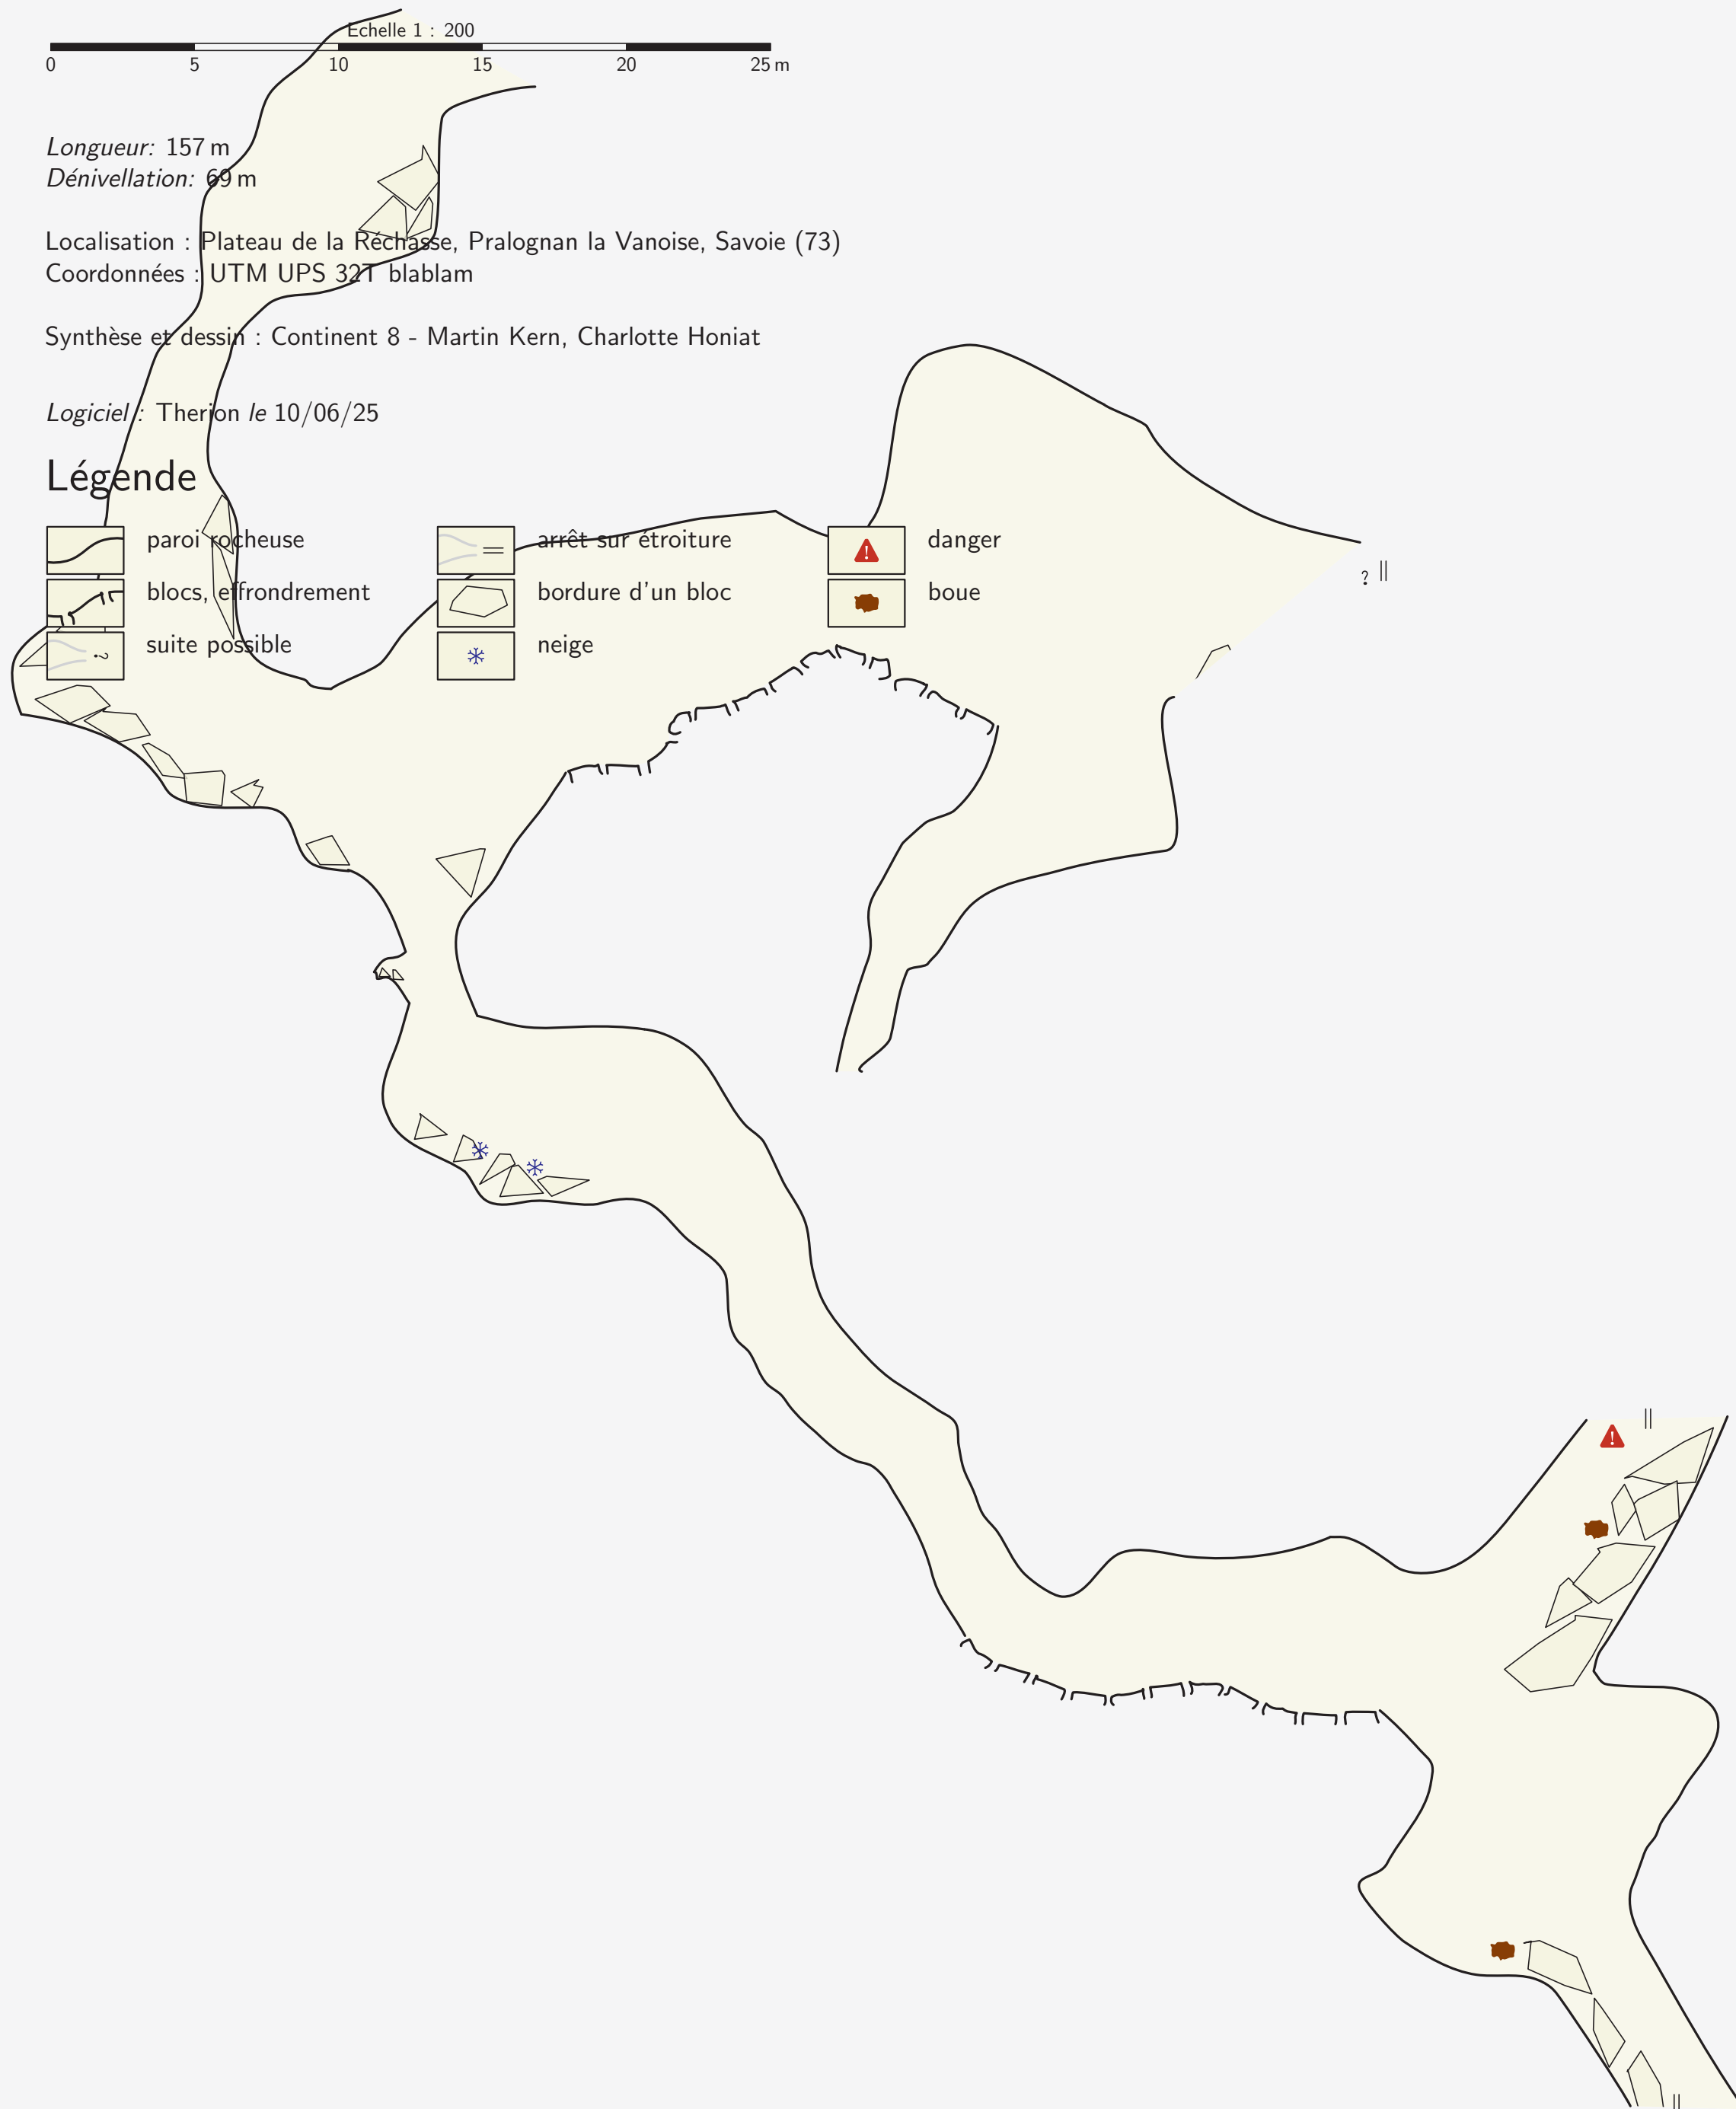 Echelle 1 : 200
0 5 10 15 20 25 m
Longueur: 157 m
Dénivellation: 69 m
Localisation : Plateau de la Réchasse, Pralognan la Vanoise, Savoie (73)
Coordonnées : UTM UPS 32T blablam
Synthèse et dessin : Continent 8 - Martin Kern, Charlotte Honiat
Logiciel : Therion le 10/06/25
Légende
paroi rocheuse
blocs, effrondrement
suite possible
?
arrêt sur étroiture
bordure d'un bloc
neige
!
danger
boue
?
!